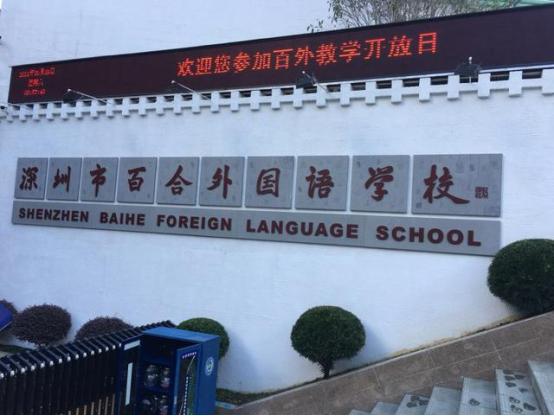 欢迎您参加百外教学开放日
深圳市百合外国语学校
SHENZHEN BAIHE FOREIGN LANGUAGE SCHOOL